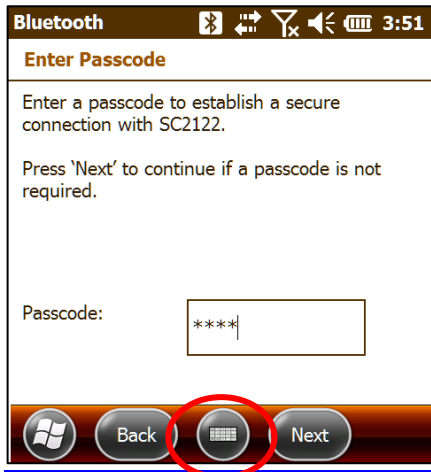 Bluetooth 3:51
Enter Passcode
Enter a passcode to establish a secure
connection with SC2122.
Press 'Next' to continue if a passcode is not
required.
Passcode: ****
Back Next